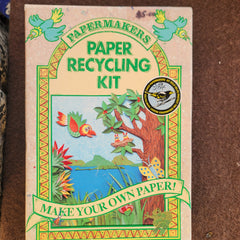 PAPERMAKERS
PAPER
RECYCLING
KIT
MAKE YOUR OWN PAPER!